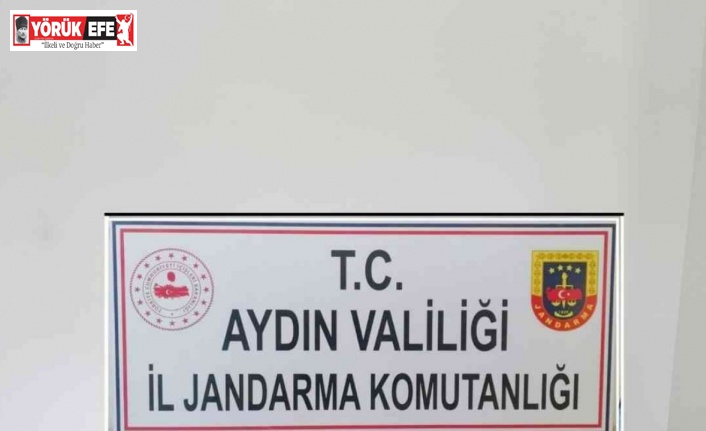 YÖRÜK EFE
"İlkeli ve Doğru Haber"
T.C.
AYDIN VALİLİĞİ
İL JANDARMA KOMUTANLIĞI
JANDARMA